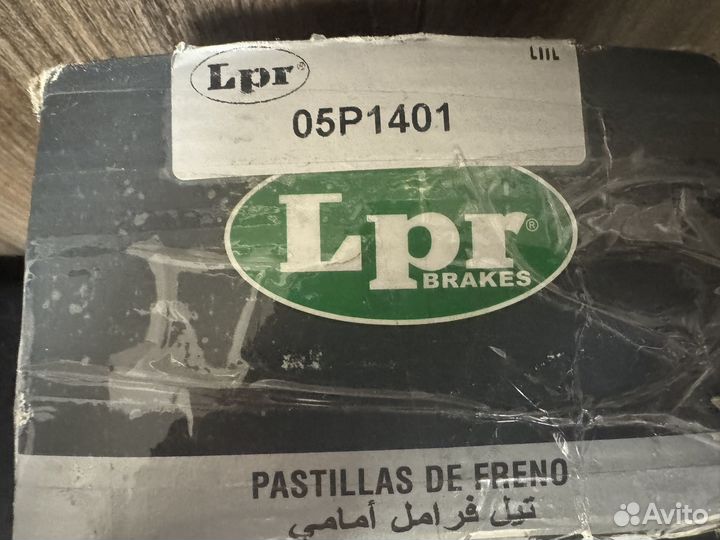 Lpr®
LIIL
05P1401
Lpr®
BRAKES
PASTILLAS DE FRENO
تيل فرامل أمامي
Avito